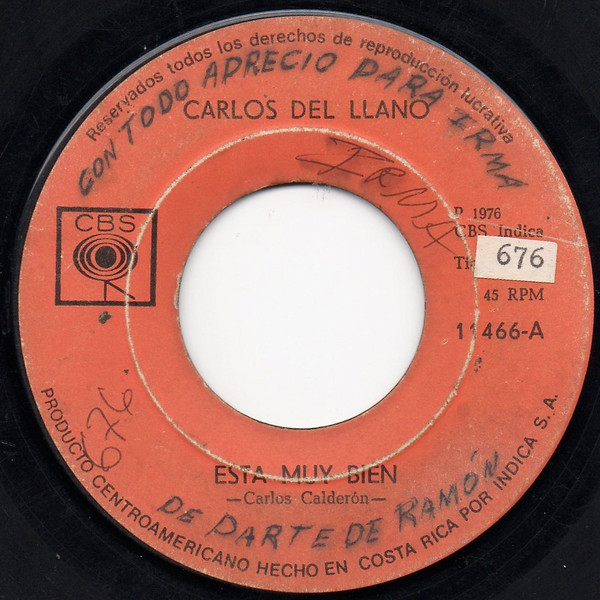 Reservados todos los derechos de reproducción lucrativa
CON TODO APRECIO PARA IRMA
CARLOS DEL LLANO
IRMA
CBS
P 1976
CBS Indica
676
45 RPM
466-A
676
ESTA MUY BIEN
—Carlos Calderón—
DE PARTE DE RAMÓN
PRODUCTO CENTROAMERICANO HECHO EN COSTA RICA POR INDICA S. A.